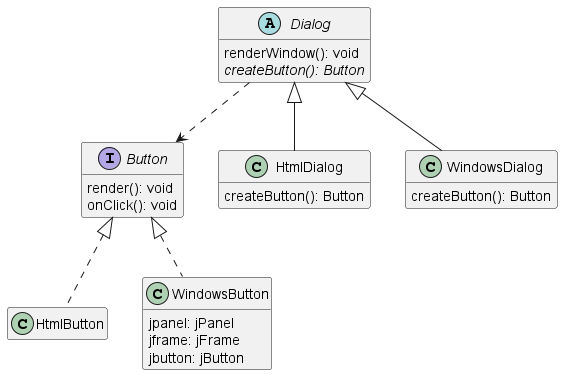 A Dialog
renderWindow(): void
createButton(): Button
I Button
render(): void
onClick(): void
C HtmlDialog
createButton(): Button
C WindowsDialog
createButton(): Button
C HtmlButton
C WindowsButton
jpanel: jPanel
jframe: jFrame
jbutton: jButton